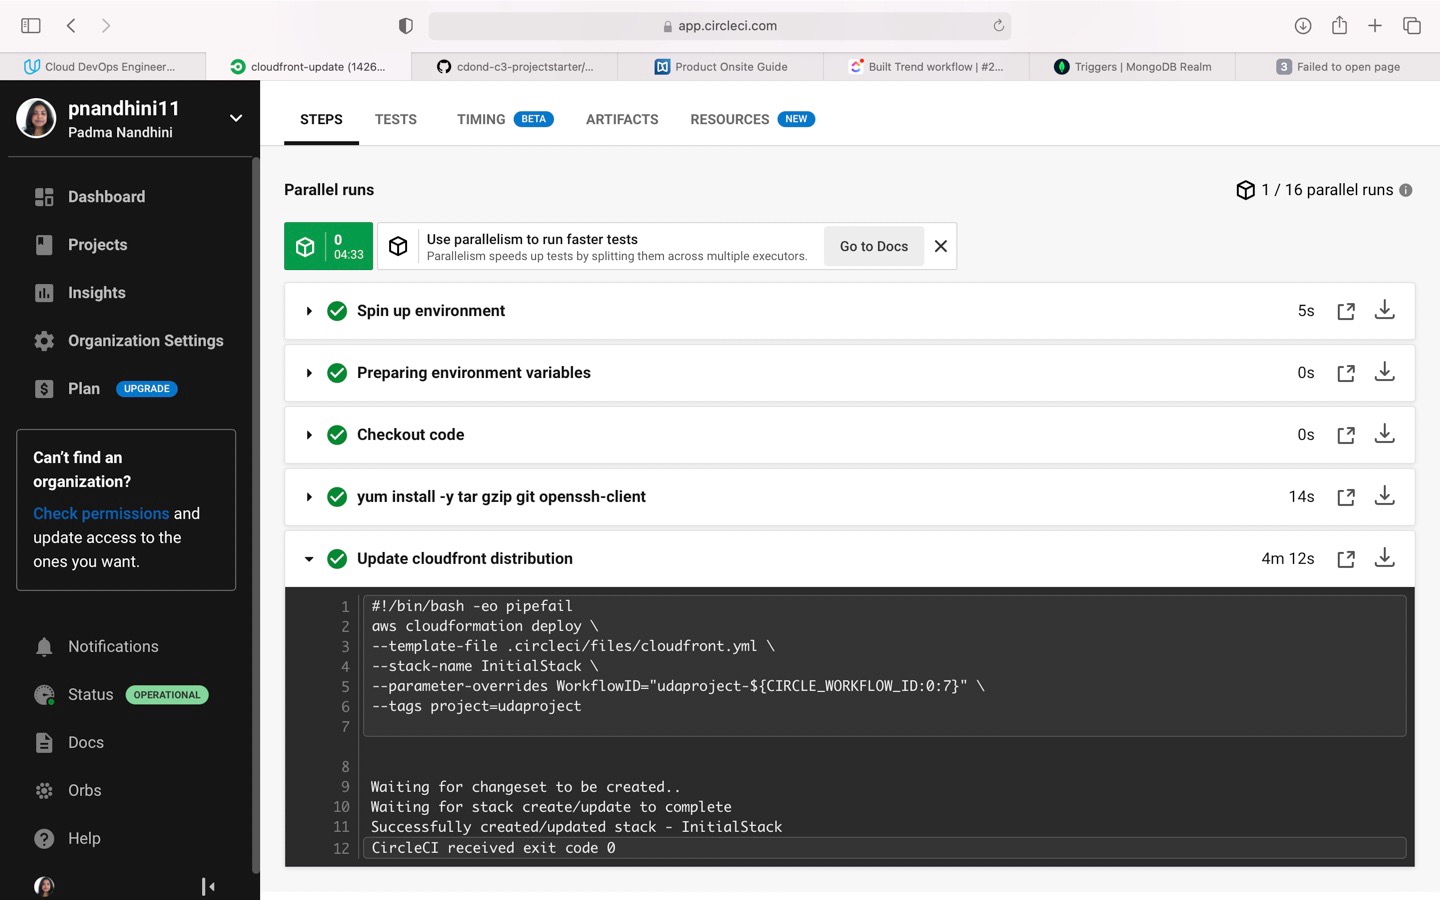 app.circleci.com
Cloud DevOps Engineer...
cloudfront-update (1426...
cdond-c3-projectstarter/...
Product Onsite Guide
Built Trend workflow | #2...
Triggers | MongoDB Realm
3 Failed to open page
pnandhini11
Padma Nandhini
Dashboard
Projects
Insights
Organization Settings
Plan UPGRADE
Can't find an
organization?
Check permissions and
update access to the
ones you want.
Notifications
Status OPERATIONAL
Docs
Orbs
Help
STEPS TESTS TIMING BETA ARTIFACTS RESOURCES NEW
Parallel runs
1 / 16 parallel runs
0
04:33
Use parallelism to run faster tests
Parallelism speeds up tests by splitting them across multiple executors.
Go to Docs
Spin up environment 5s
Preparing environment variables 0s
Checkout code 0s
yum install -y tar gzip git openssh-client 14s
Update cloudfront distribution 4m 12s
1 #!/bin/bash -eo pipefail
2 aws cloudformation deploy \
3 --template-file .circleci/files/cloudfront.yml \
4 --stack-name InitialStack \
5 --parameter-overrides WorkflowID="udaproject-${CIRCLE_WORKFLOW_ID:0:7}" \
6 --tags project=udaproject
7
8
9 Waiting for changeset to be created..
10 Waiting for stack create/update to complete
11 Successfully created/updated stack - InitialStack
12 CircleCI received exit code 0